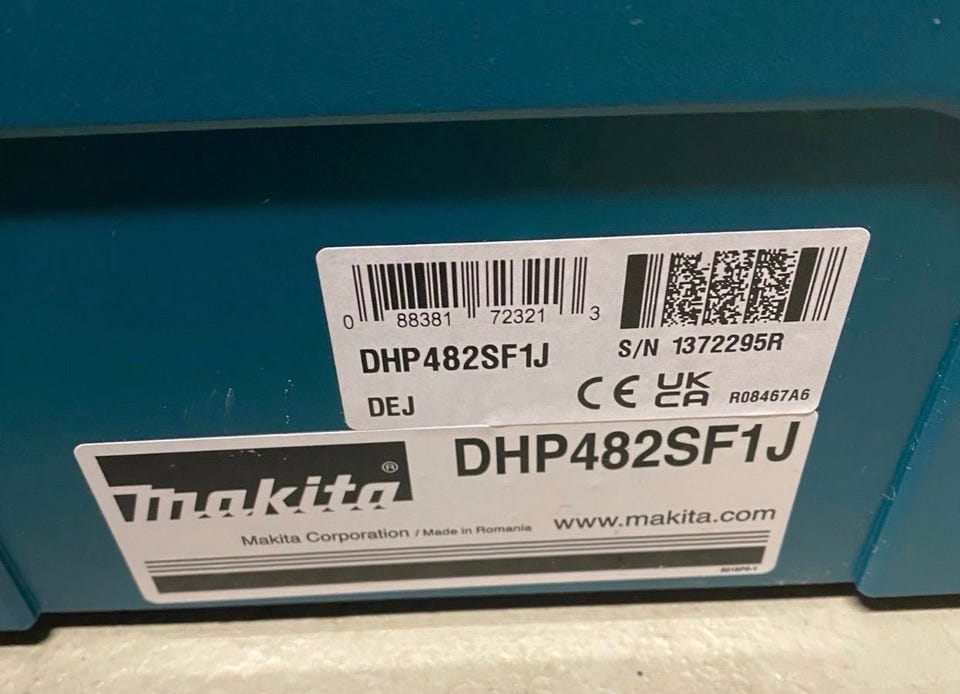 0 88381 72321 3
DHP482SF1J
S/N 1372295R
DEJ
CE UK CA R08467A6
DHP482SF1J
makita®
Makita Corporation / Made in Romania www.makita.com